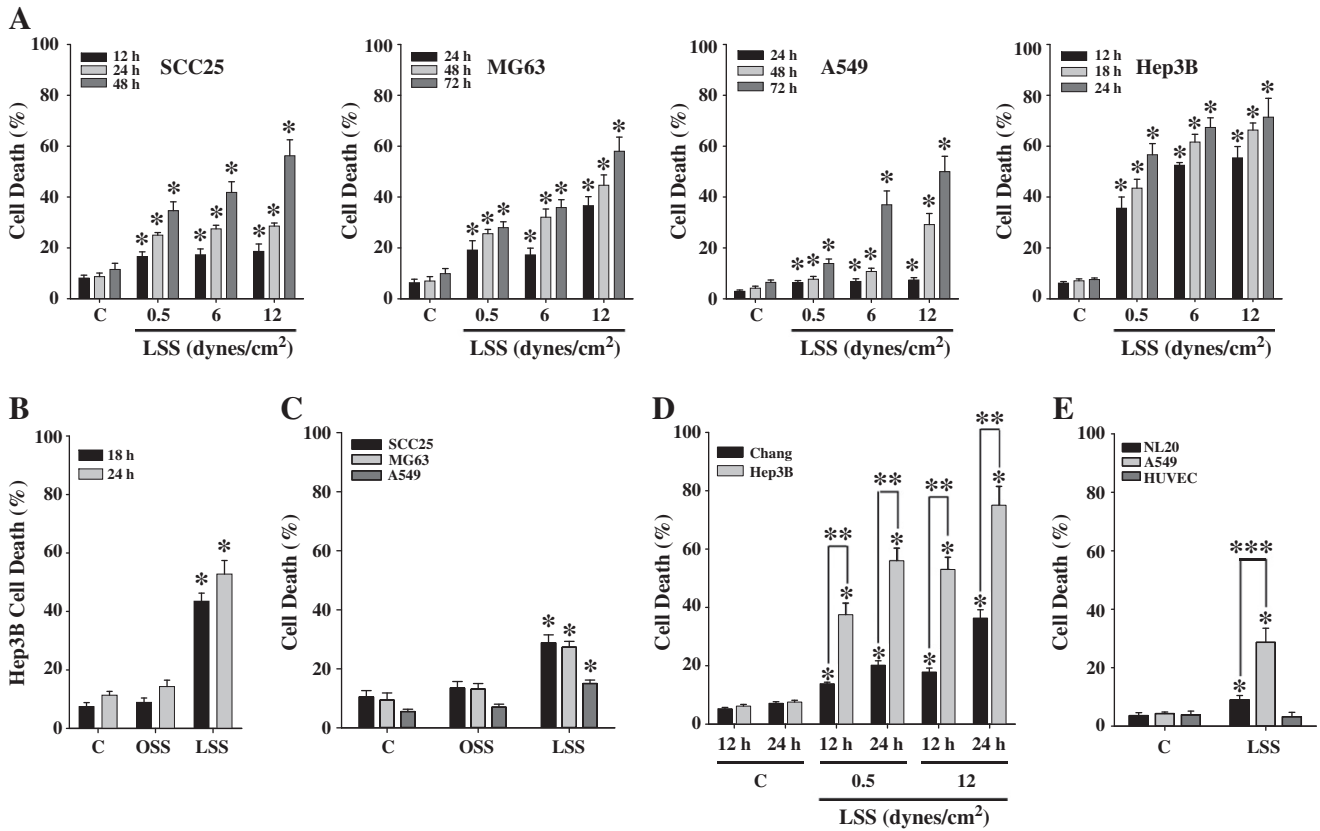 A
100
80
60
40
20
0
Cell Death (%)
12 h
24 h
48 h
SCC25
*
*
*
*
*
*
*
*
*
C
0.5
6
12
LSS (dynes/cm²)
100
80
60
40
20
0
Cell Death (%)
24 h
48 h
72 h
MG63
*
*
*
*
*
*
*
*
*
C
0.5
6
12
LSS (dynes/cm²)
100
80
60
40
20
0
Cell Death (%)
24 h
48 h
72 h
A549
*
*
*
*
*
*
*
*
*
C
0.5
6
12
LSS (dynes/cm²)
100
80
60
40
20
0
Cell Death (%)
12 h
18 h
24 h
Hep3B
*
*
*
*
*
*
*
*
*
C
0.5
6
12
LSS (dynes/cm²)
B
100
80
60
40
20
0
Hep3B Cell Death (%)
18 h
24 h
*
*
C
OSS
LSS
C
100
80
60
40
20
0
Cell Death (%)
SCC25
MG63
A549
*
*
*
C
OSS
LSS
D
100
80
60
40
20
0
Cell Death (%)
Chang
Hep3B
**
**
**
**
*
*
*
*
*
*
*
*
12 h
24 h
12 h
24 h
12 h
24 h
C
0.5
12
LSS (dynes/cm²)
E
100
80
60
40
20
0
Cell Death (%)
NL20
A549
HUVEC
***
*
*
C
LSS